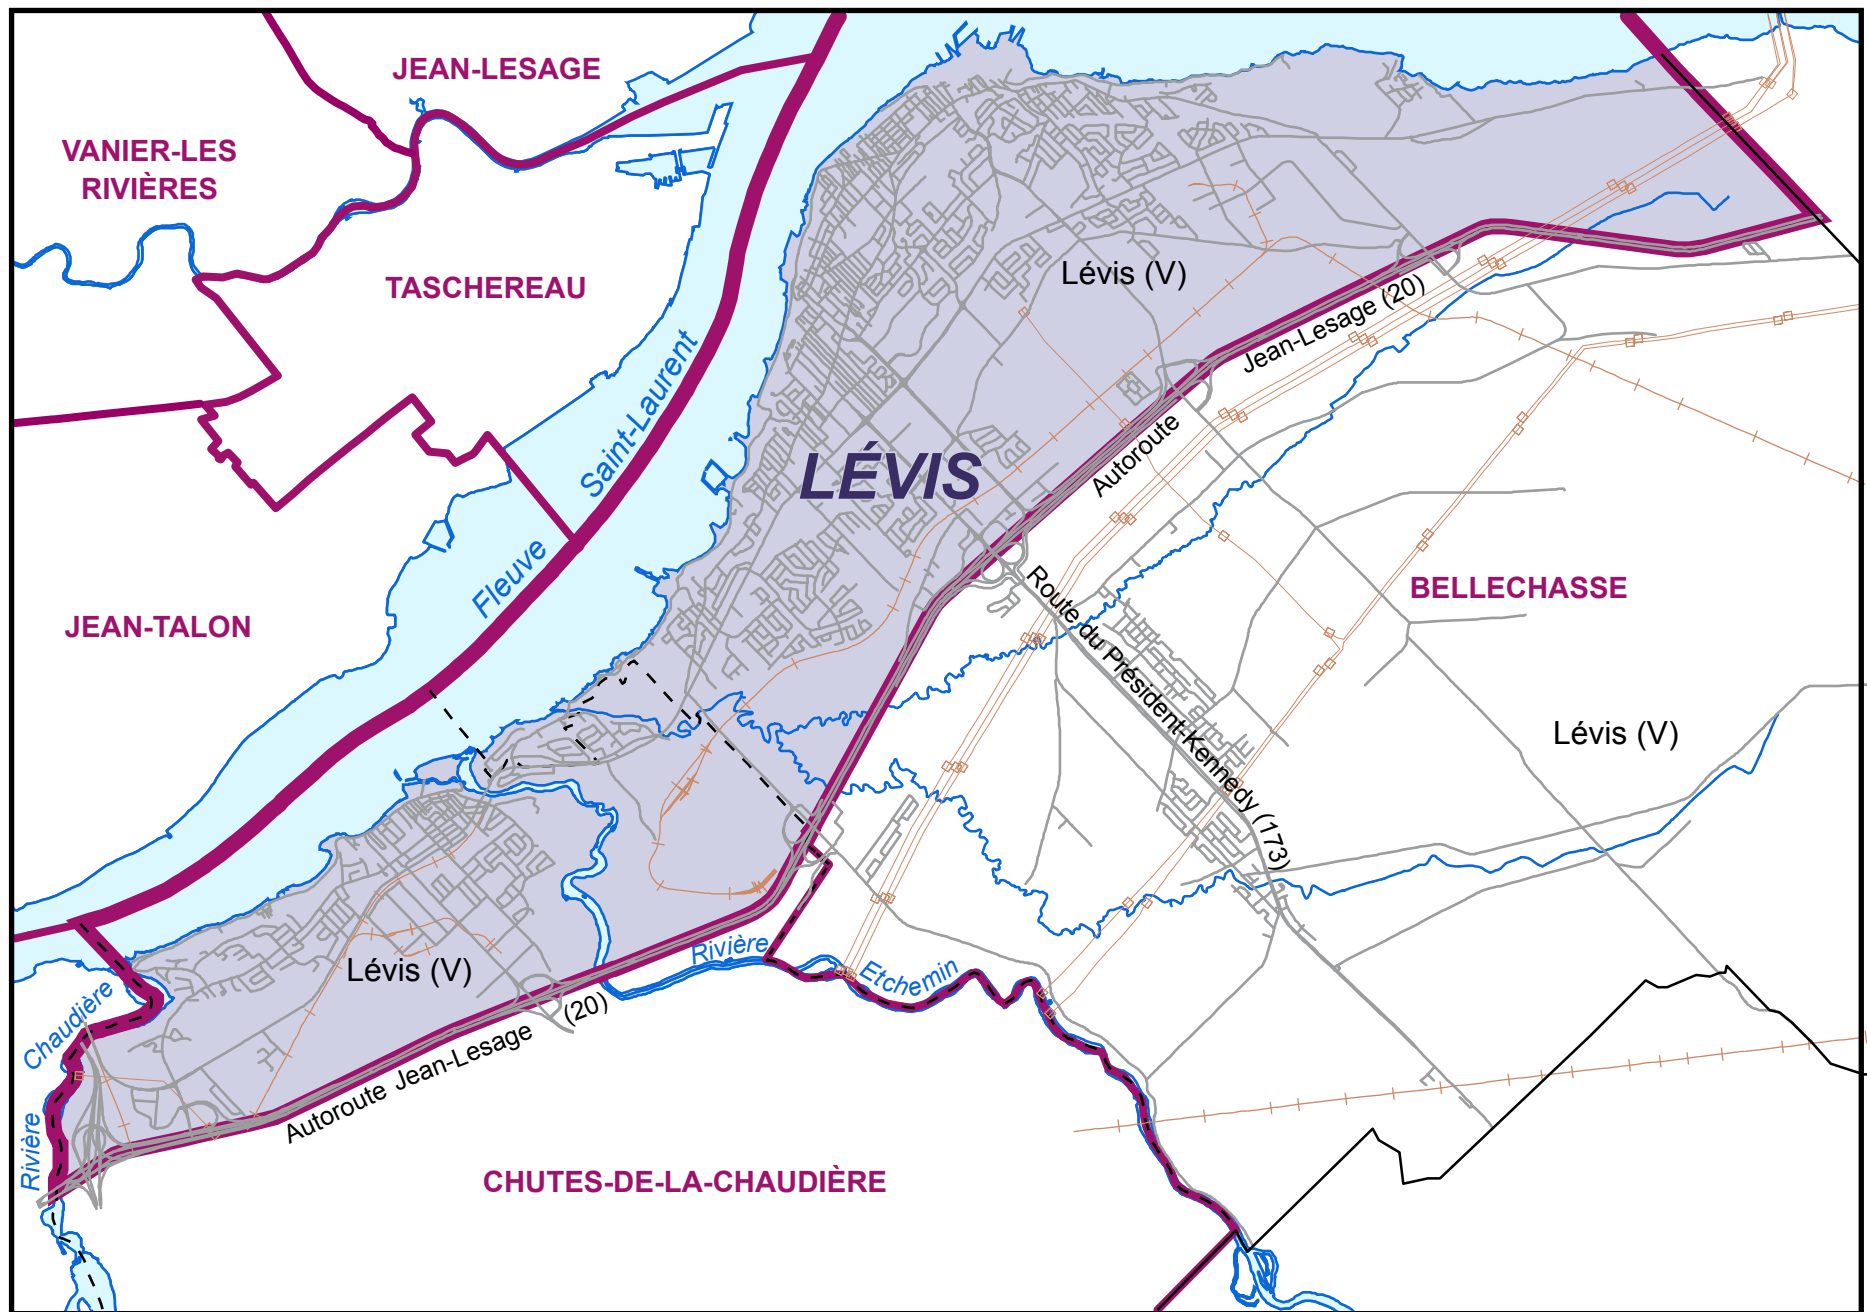 JEAN-LESAGE
VANIER-LES
RIVIÈRES
TASCHEREAU
Lévis (V)
Jean-Lesage (20)
Saint-Laurent
Autoroute
LÉVIS
Fleuve
BELLECHASSE
JEAN-TALON
Route du Président-Kennedy (173)
Lévis (V)
Rivière
Etchemin
Lévis (V)
Chaudière
(20)
Autoroute Jean-Lesage
Rivière
CHUTES-DE-LA-CHAUDIÈRE